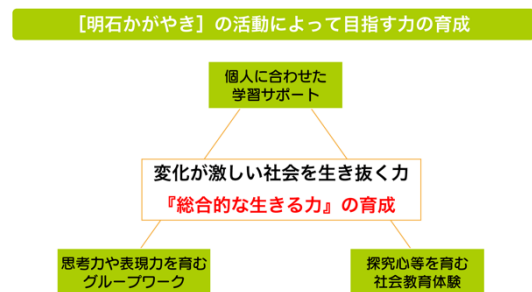 ［明石かがやき］の活動によって目指す力の育成
個人に合わせた
学習サポート
変化が激しい社会を生き抜く力
『総合的な生きる力』の育成
思考力や表現力を育む
グループワーク
探究心等を育む
社会教育体験